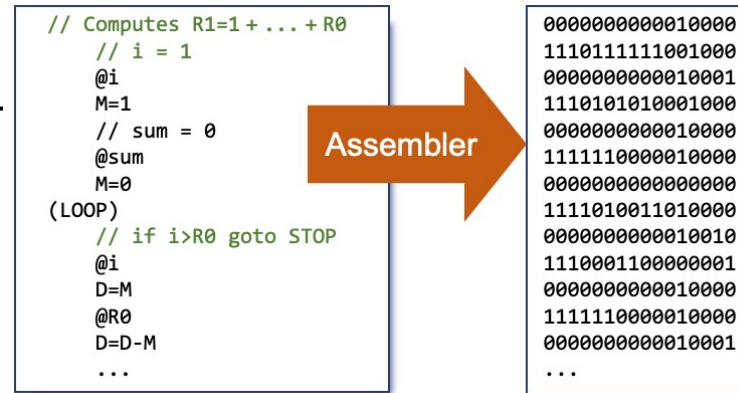 // Computes R1=1 + ... + R0
// i = 1
@i
M=1
// sum = 0
@sum
M=0
(LOOP)
// if i>R0 goto STOP
@i
D=M
@R0
D=D-M
...
Assembler
0000000000010000
1110111111001000
0000000000010001
1110101010001000
0000000000010000
1111110000010000
0000000000000000
1111010011010000
0000000000010010
1110001100000001
0000000000010000
1111110000010000
0000000000010001
...